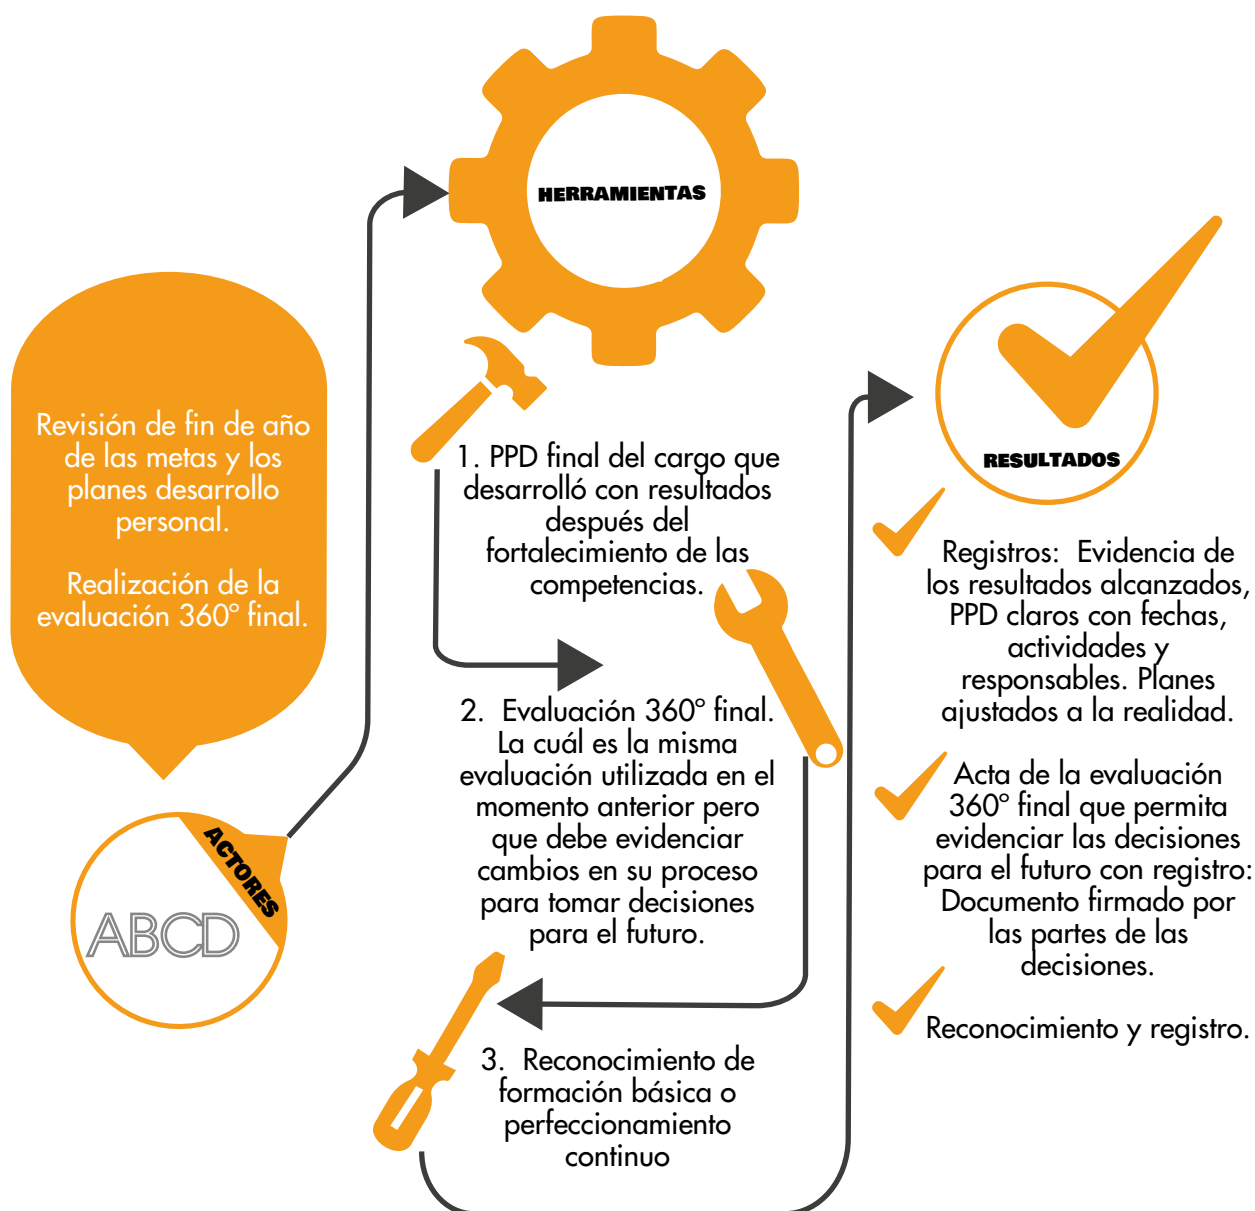 Revisión de fin de año
de las metas y los
planes desarrollo
personal.
Realización de la
evaluación 360º final.
ACTORES
ABCD
HERRAMIENTAS
1. PPD final del cargo que
desarrolló con resultados
después del
fortalecimiento de las
competencias.
2. Evaluación 360º final.
La cuál es la misma
evaluación utilizada en el
momento anterior pero
que debe evidenciar
cambios en su proceso
para tomar decisiones
para el futuro.
3. Reconocimiento de
formación básica o
perfeccionamiento
continuo
RESULTADOS
Registros: Evidencia de
los resultados alcanzados,
PPD claros con fechas,
actividades y
responsables. Planes
ajustados a la realidad.
Acta de la evaluación
360º final que permita
evidenciar las decisiones
para el futuro con registro:
Documento firmado por
las partes de las
decisiones.
Reconocimiento y registro.